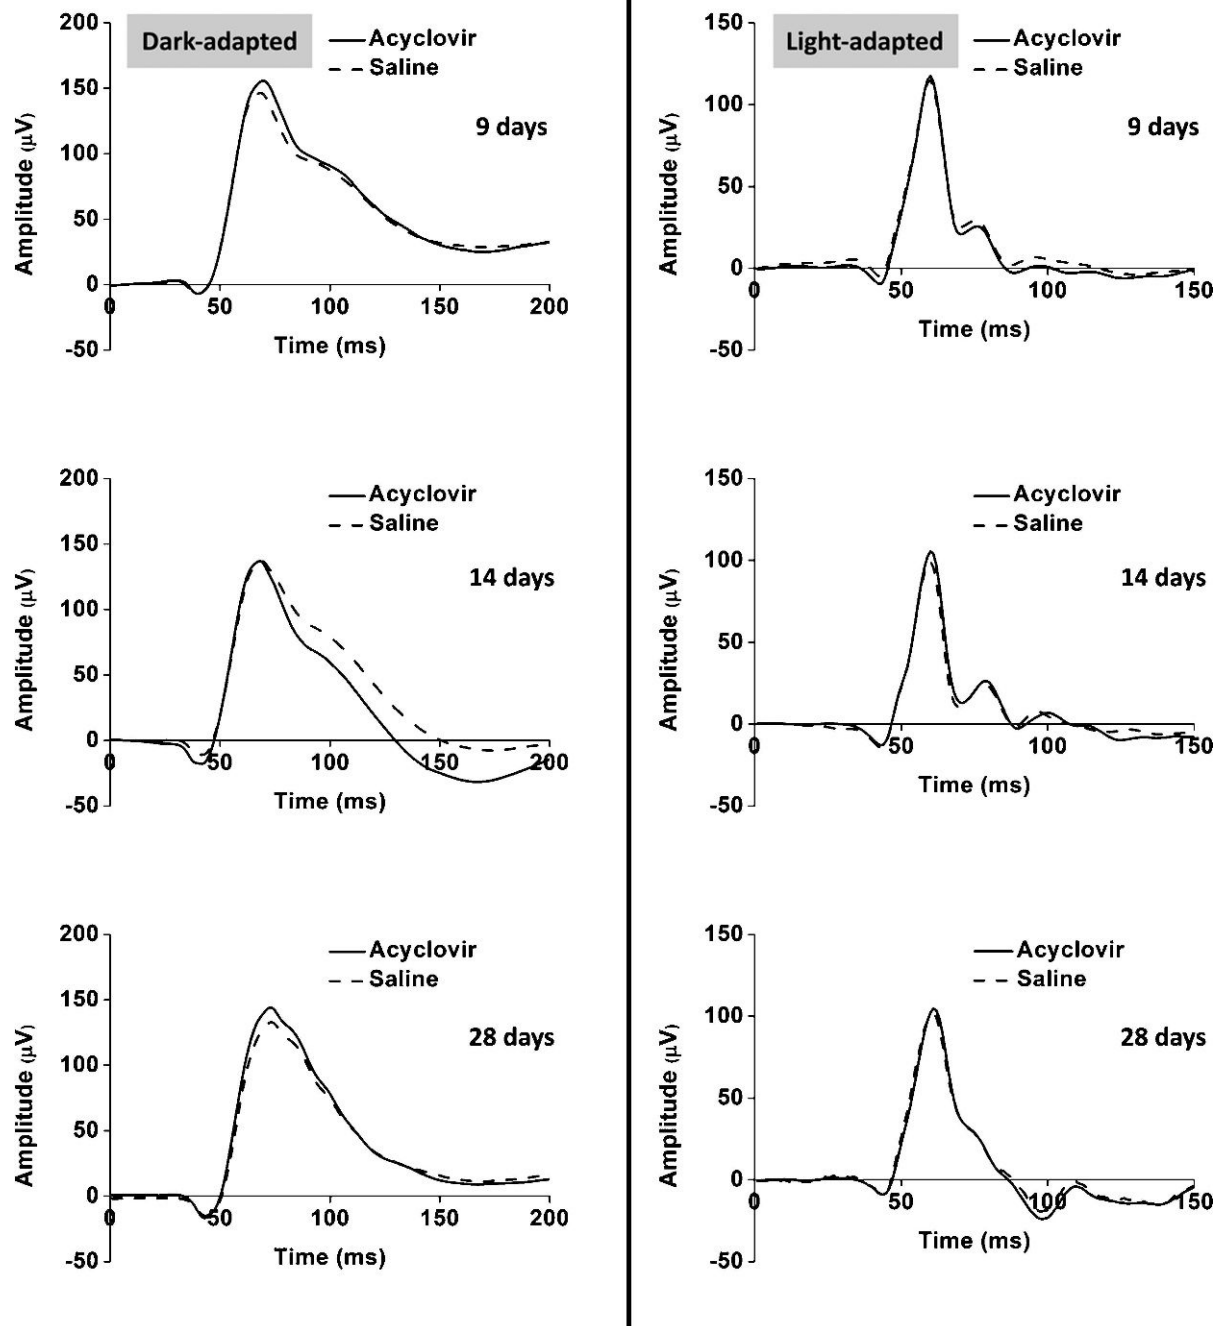 Dark-adapted
Acyclovir
Saline
9 days
Amplitude (μV)
200
150
100
50
0
-50
0 50 100 150 200
Time (ms)
Light-adapted
Acyclovir
Saline
9 days
Amplitude (μV)
150
100
50
0
-50
0 50 100 150
Time (ms)
Acyclovir
Saline
14 days
Amplitude (μV)
200
150
100
50
0
-50
0 50 100 150 200
Time (ms)
Acyclovir
Saline
14 days
Amplitude (μV)
150
100
50
0
-50
0 50 100 150
Time (ms)
Acyclovir
Saline
28 days
Amplitude (μV)
200
150
100
50
0
-50
0 50 100 150 200
Time (ms)
Acyclovir
Saline
28 days
Amplitude (μV)
150
100
50
0
-50
0 50 100 150
Time (ms)